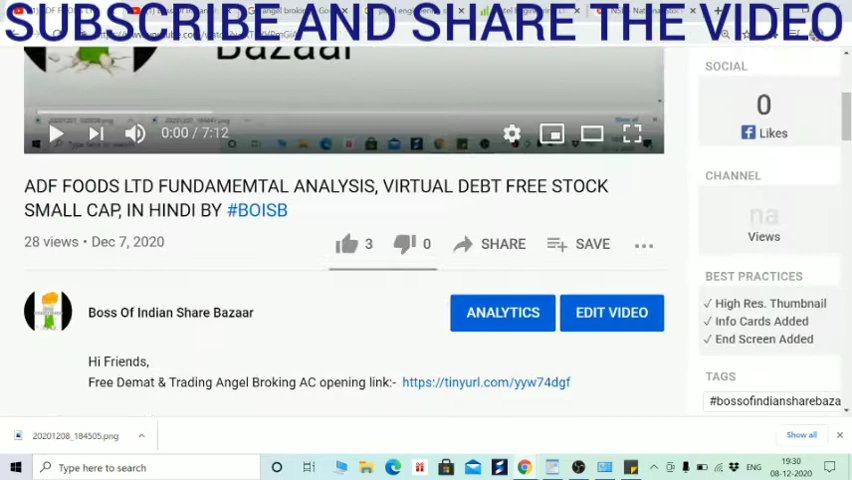 SUBSCRIBE AND SHARE THE VIDEO
Bazaar
0:00 / 7:12
ADF FOODS LTD FUNDAMEMTAL ANALYSIS, VIRTUAL DEBT FREE STOCK
SMALL CAP, IN HINDI BY #BOISB
28 views • Dec 7, 2020
3
0
SHARE
SAVE
Boss Of Indian Share Bazaar
ANALYTICS
EDIT VIDEO
Hi Friends,
Free Demat & Trading Angel Broking AC opening link:- https://tinyurl.com/yyw74dgf
SOCIAL
0
Likes
CHANNEL
na
Views
BEST PRACTICES
✓ High Res. Thumbnail
✓ Info Cards Added
✓ End Screen Added
TAGS
#bossofindiansharebaza
20201208_184505.png
Show all
Type here to search
ENG
19:30
08-12-2020